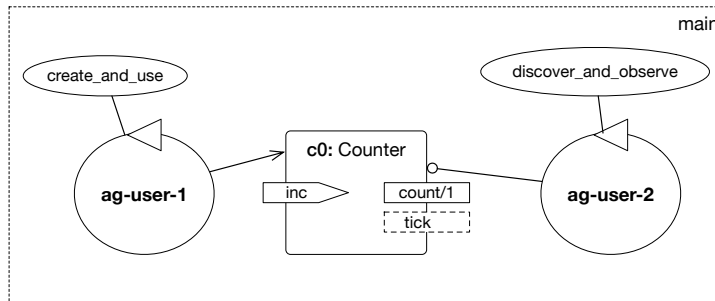 main
create_and_use
discover_and_observe
c0: Counter
ag-user-1
inc
count/1
ag-user-2
tick